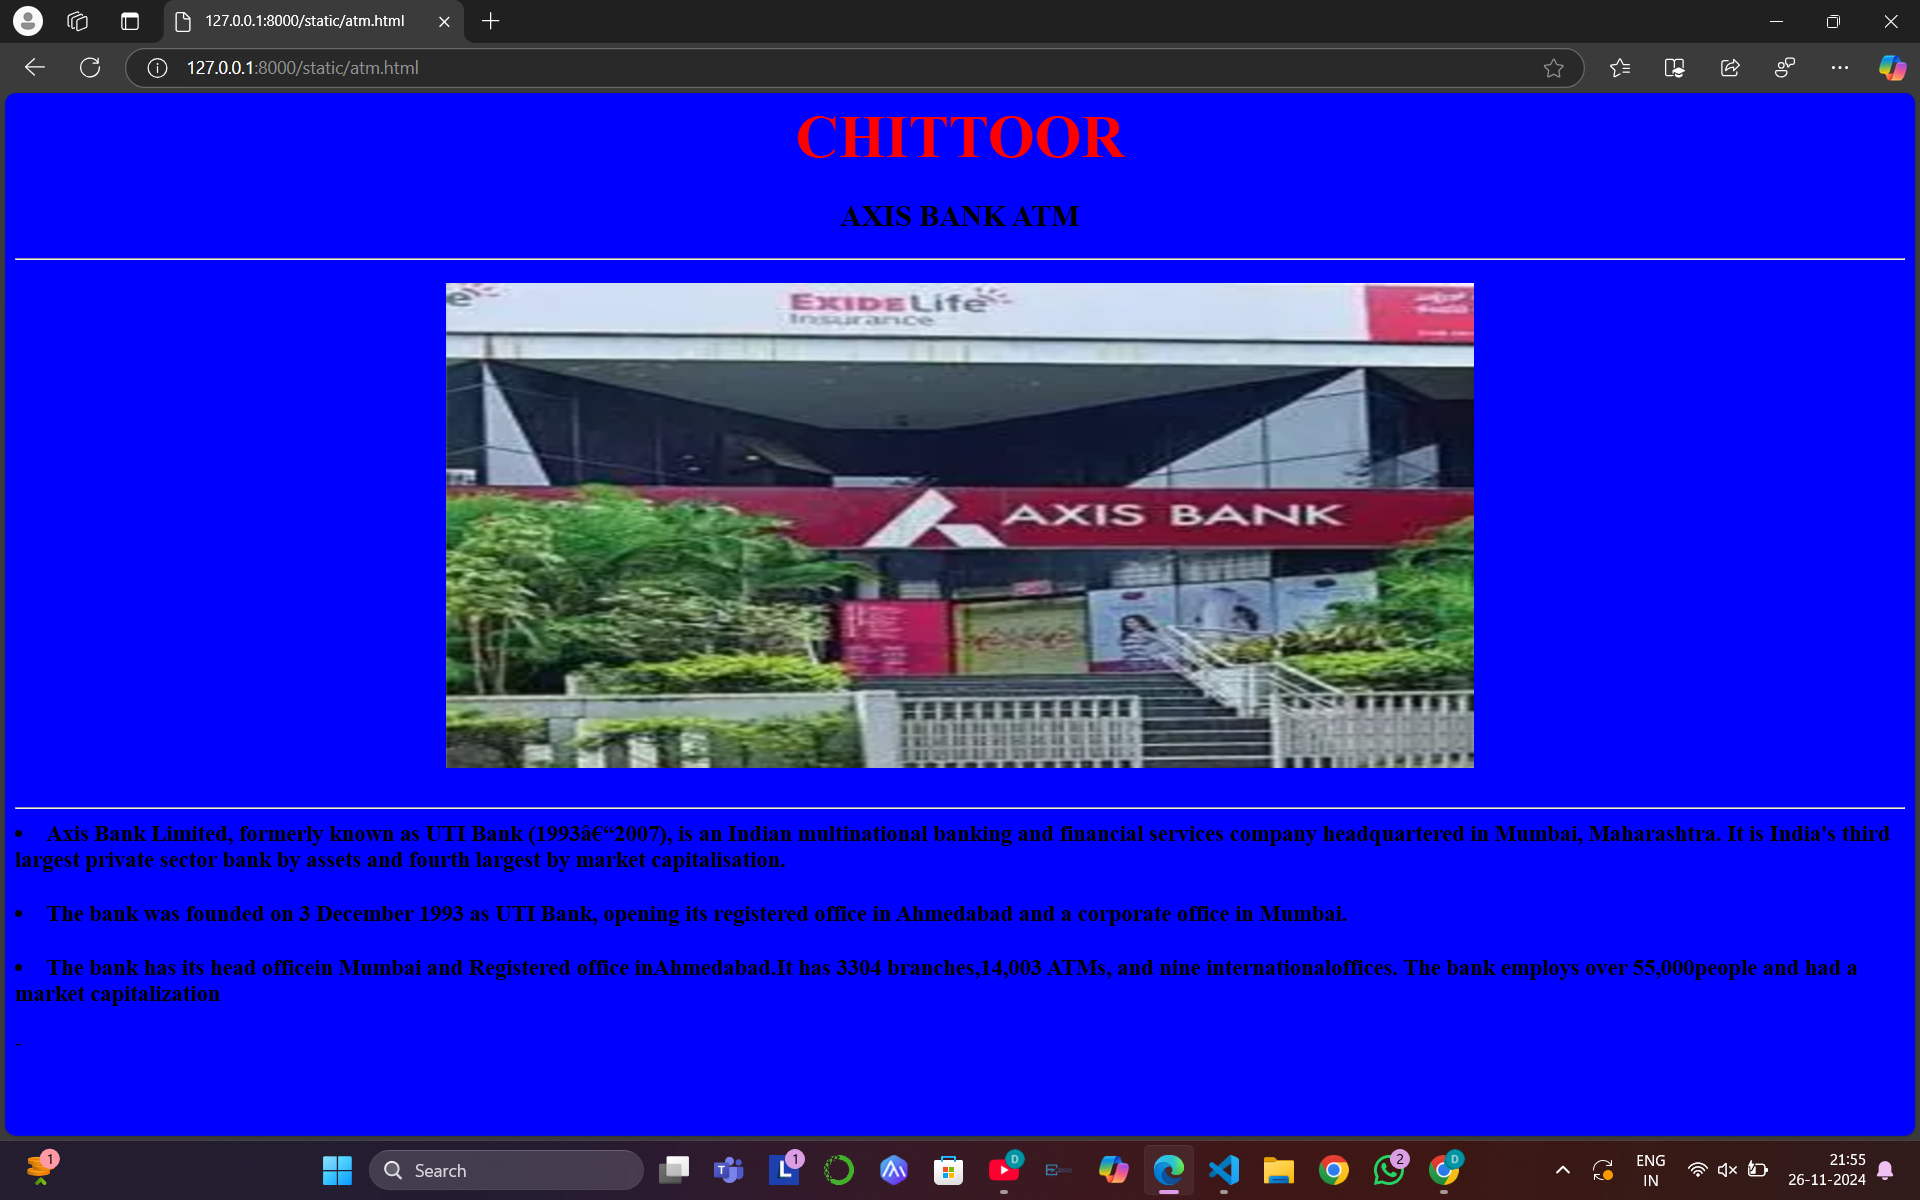 127.0.0.1:8000/static/atm.html
127.0.0.1:8000/static/atm.html
CHITTOOR
AXIS BANK ATM
e
EXIDE Life
Insurance
AXIS BANK
• Axis Bank Limited, formerly known as UTI Bank (1993â€“2007), is an Indian multinational banking and financial services company headquartered in Mumbai, Maharashtra. It is India's third
largest private sector bank by assets and fourth largest by market capitalisation.
• The bank was founded on 3 December 1993 as UTI Bank, opening its registered office in Ahmedabad and a corporate office in Mumbai.
• The bank has its head officein Mumbai and Registered office inAhmedabad.It has 3304 branches,14,003 ATMs, and nine internationaloffices. The bank employs over 55,000people and had a
market capitalization
-
1
Search
T
L
1
D
2
D
ENG
IN
21:55
26-11-2024